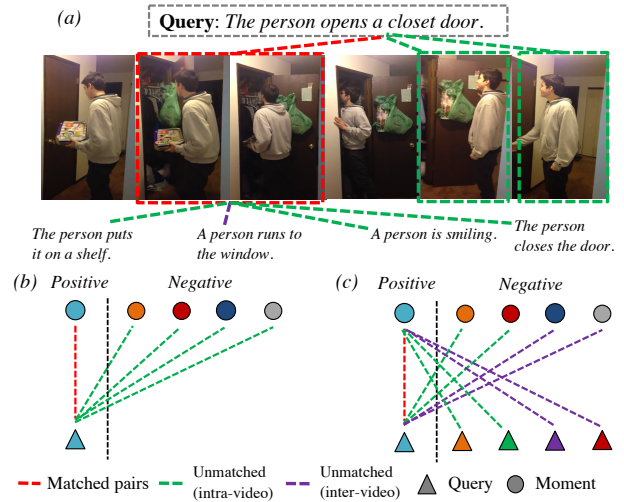 (a)
Query: The person opens a closet door.
The person puts
it on a shelf.
A person runs to
the window.
A person is smiling.
The person
closes the door.
(b)
Positive
Negative
(c)
Positive
Negative
Matched pairs
Unmatched
(intra-video)
Unmatched
(inter-video)
Query
Moment